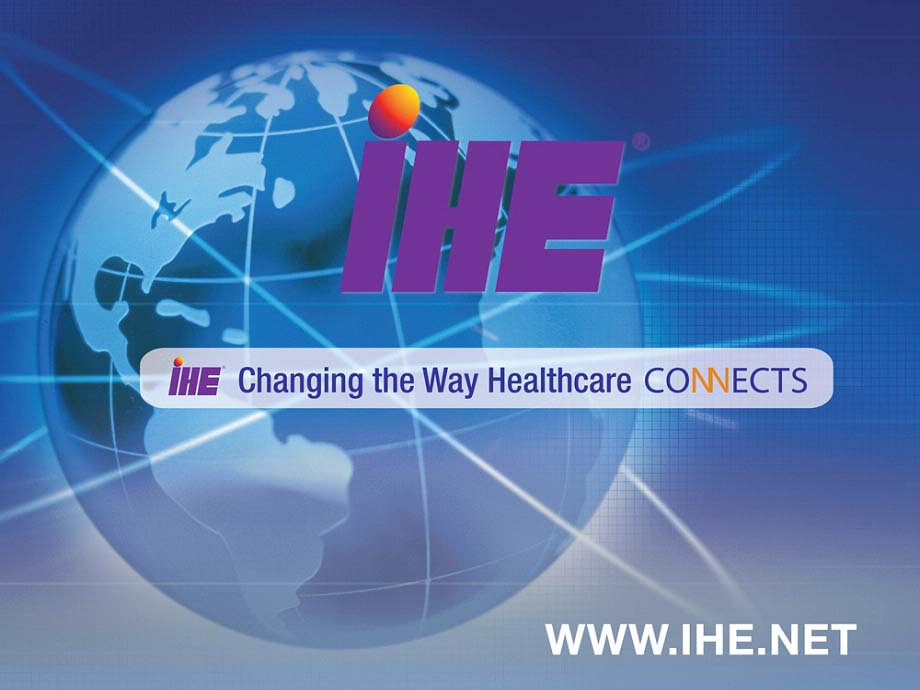 iHE®
iHE Changing the Way Healthcare CONNECTS
WWW.IHE.NET